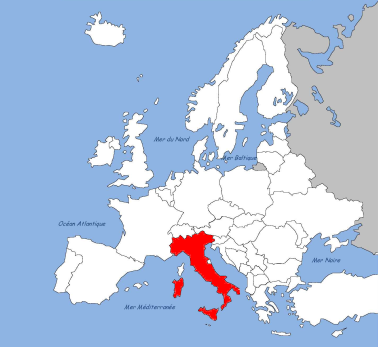 Mer du Nord
Mer Baltique
Océan Atlantique
Mer Noire
Mer Méditerranée